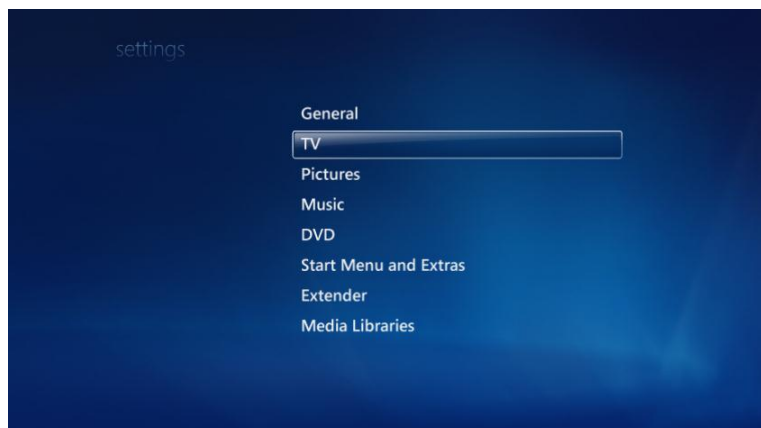 settings
General
TV
Pictures
Music
DVD
Start Menu and Extras
Extender
Media Libraries